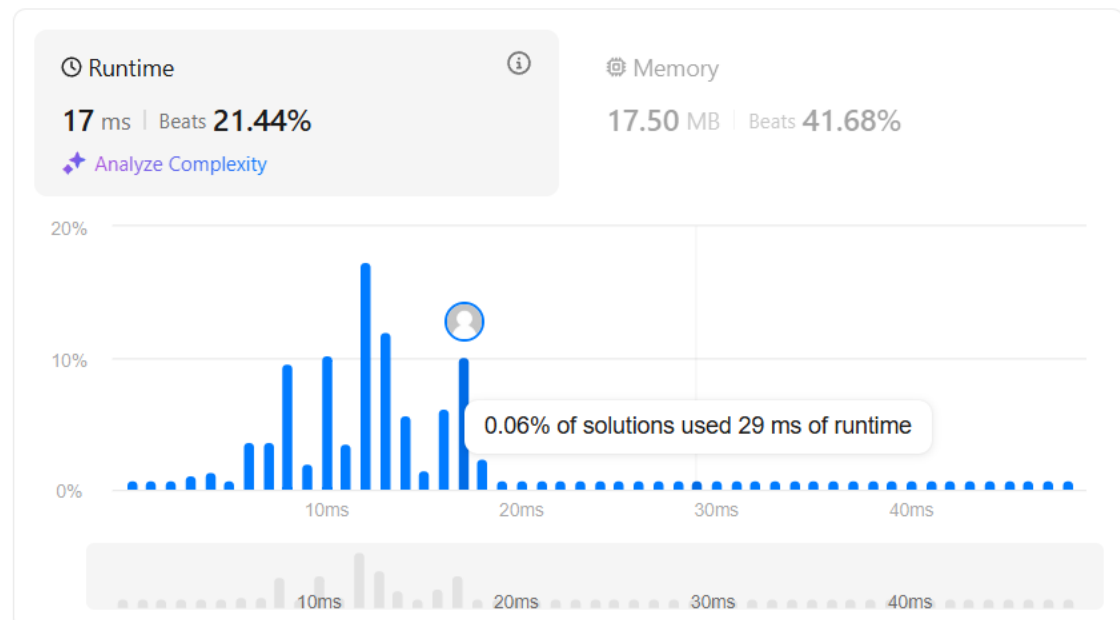 Runtime
17 ms Beats 21.44%
Analyze Complexity
Memory
17.50 MB Beats 41.68%
20%
10%
0%
0.06% of solutions used 29 ms of runtime
10ms 20ms 30ms 40ms
10ms 20ms 30ms 40ms